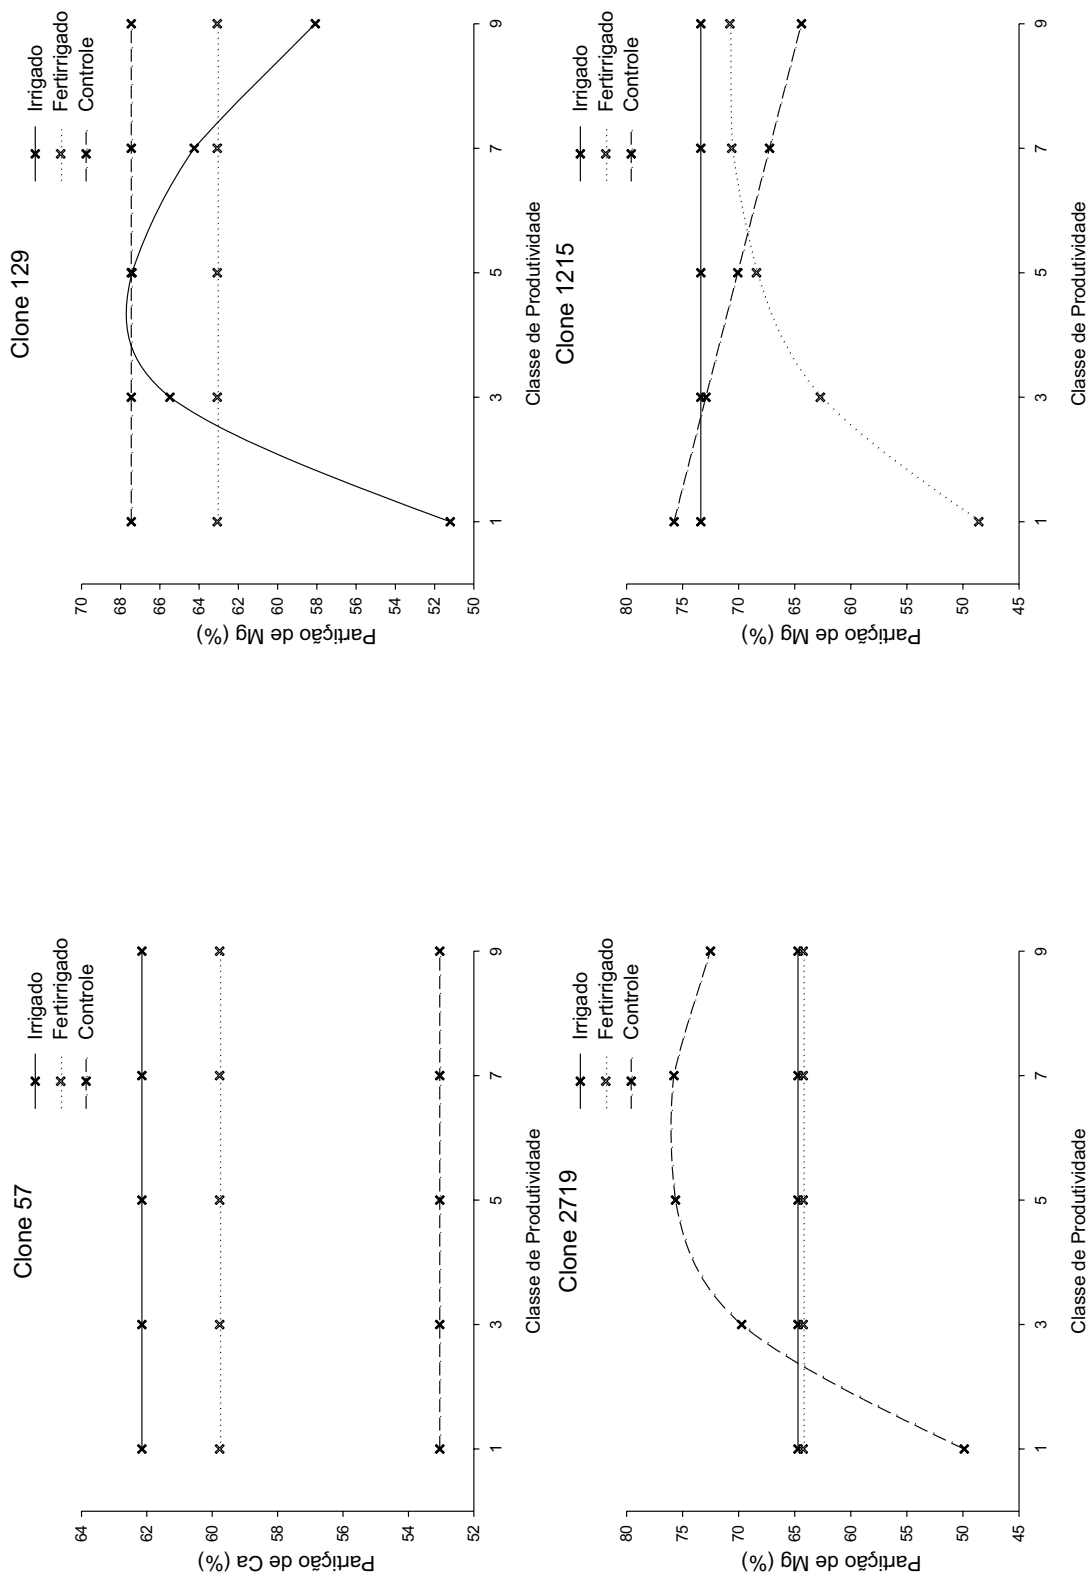 Clone 57
Irrigado
Fertirrigado
Controle
64
62
60
58
56
54
52
Partição de Ca (%)
1
3
5
7
9
Classe de Produtividade
Clone 129
Irrigado
Fertirrigado
Controle
70
68
66
64
62
60
58
56
54
52
50
Partição de Mg (%)
1
3
5
7
9
Classe de Produtividade
Clone 2719
Irrigado
Fertirrigado
Controle
80
75
70
65
60
55
50
45
Partição de Mg (%)
1
3
5
7
9
Classe de Produtividade
Clone 1215
Irrigado
Fertirrigado
Controle
80
75
70
65
60
55
50
45
Partição de Mg (%)
1
3
5
7
9
Classe de Produtividade